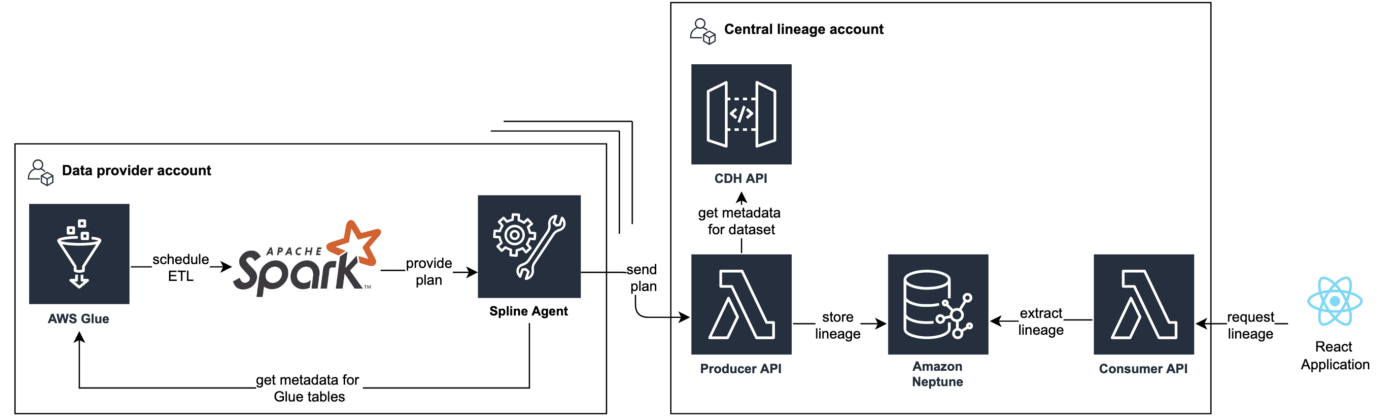 Central lineage account
CDH API
get metadata
for dataset
Data provider account
schedule
ETL
APACHE
Spark
TM
provide
plan
send
plan
AWS Glue
Spline Agent
store
lineage
extract
lineage
request
lineage
get metadata for
Glue tables
Producer API
Amazon
Neptune
Consumer API
React
Application